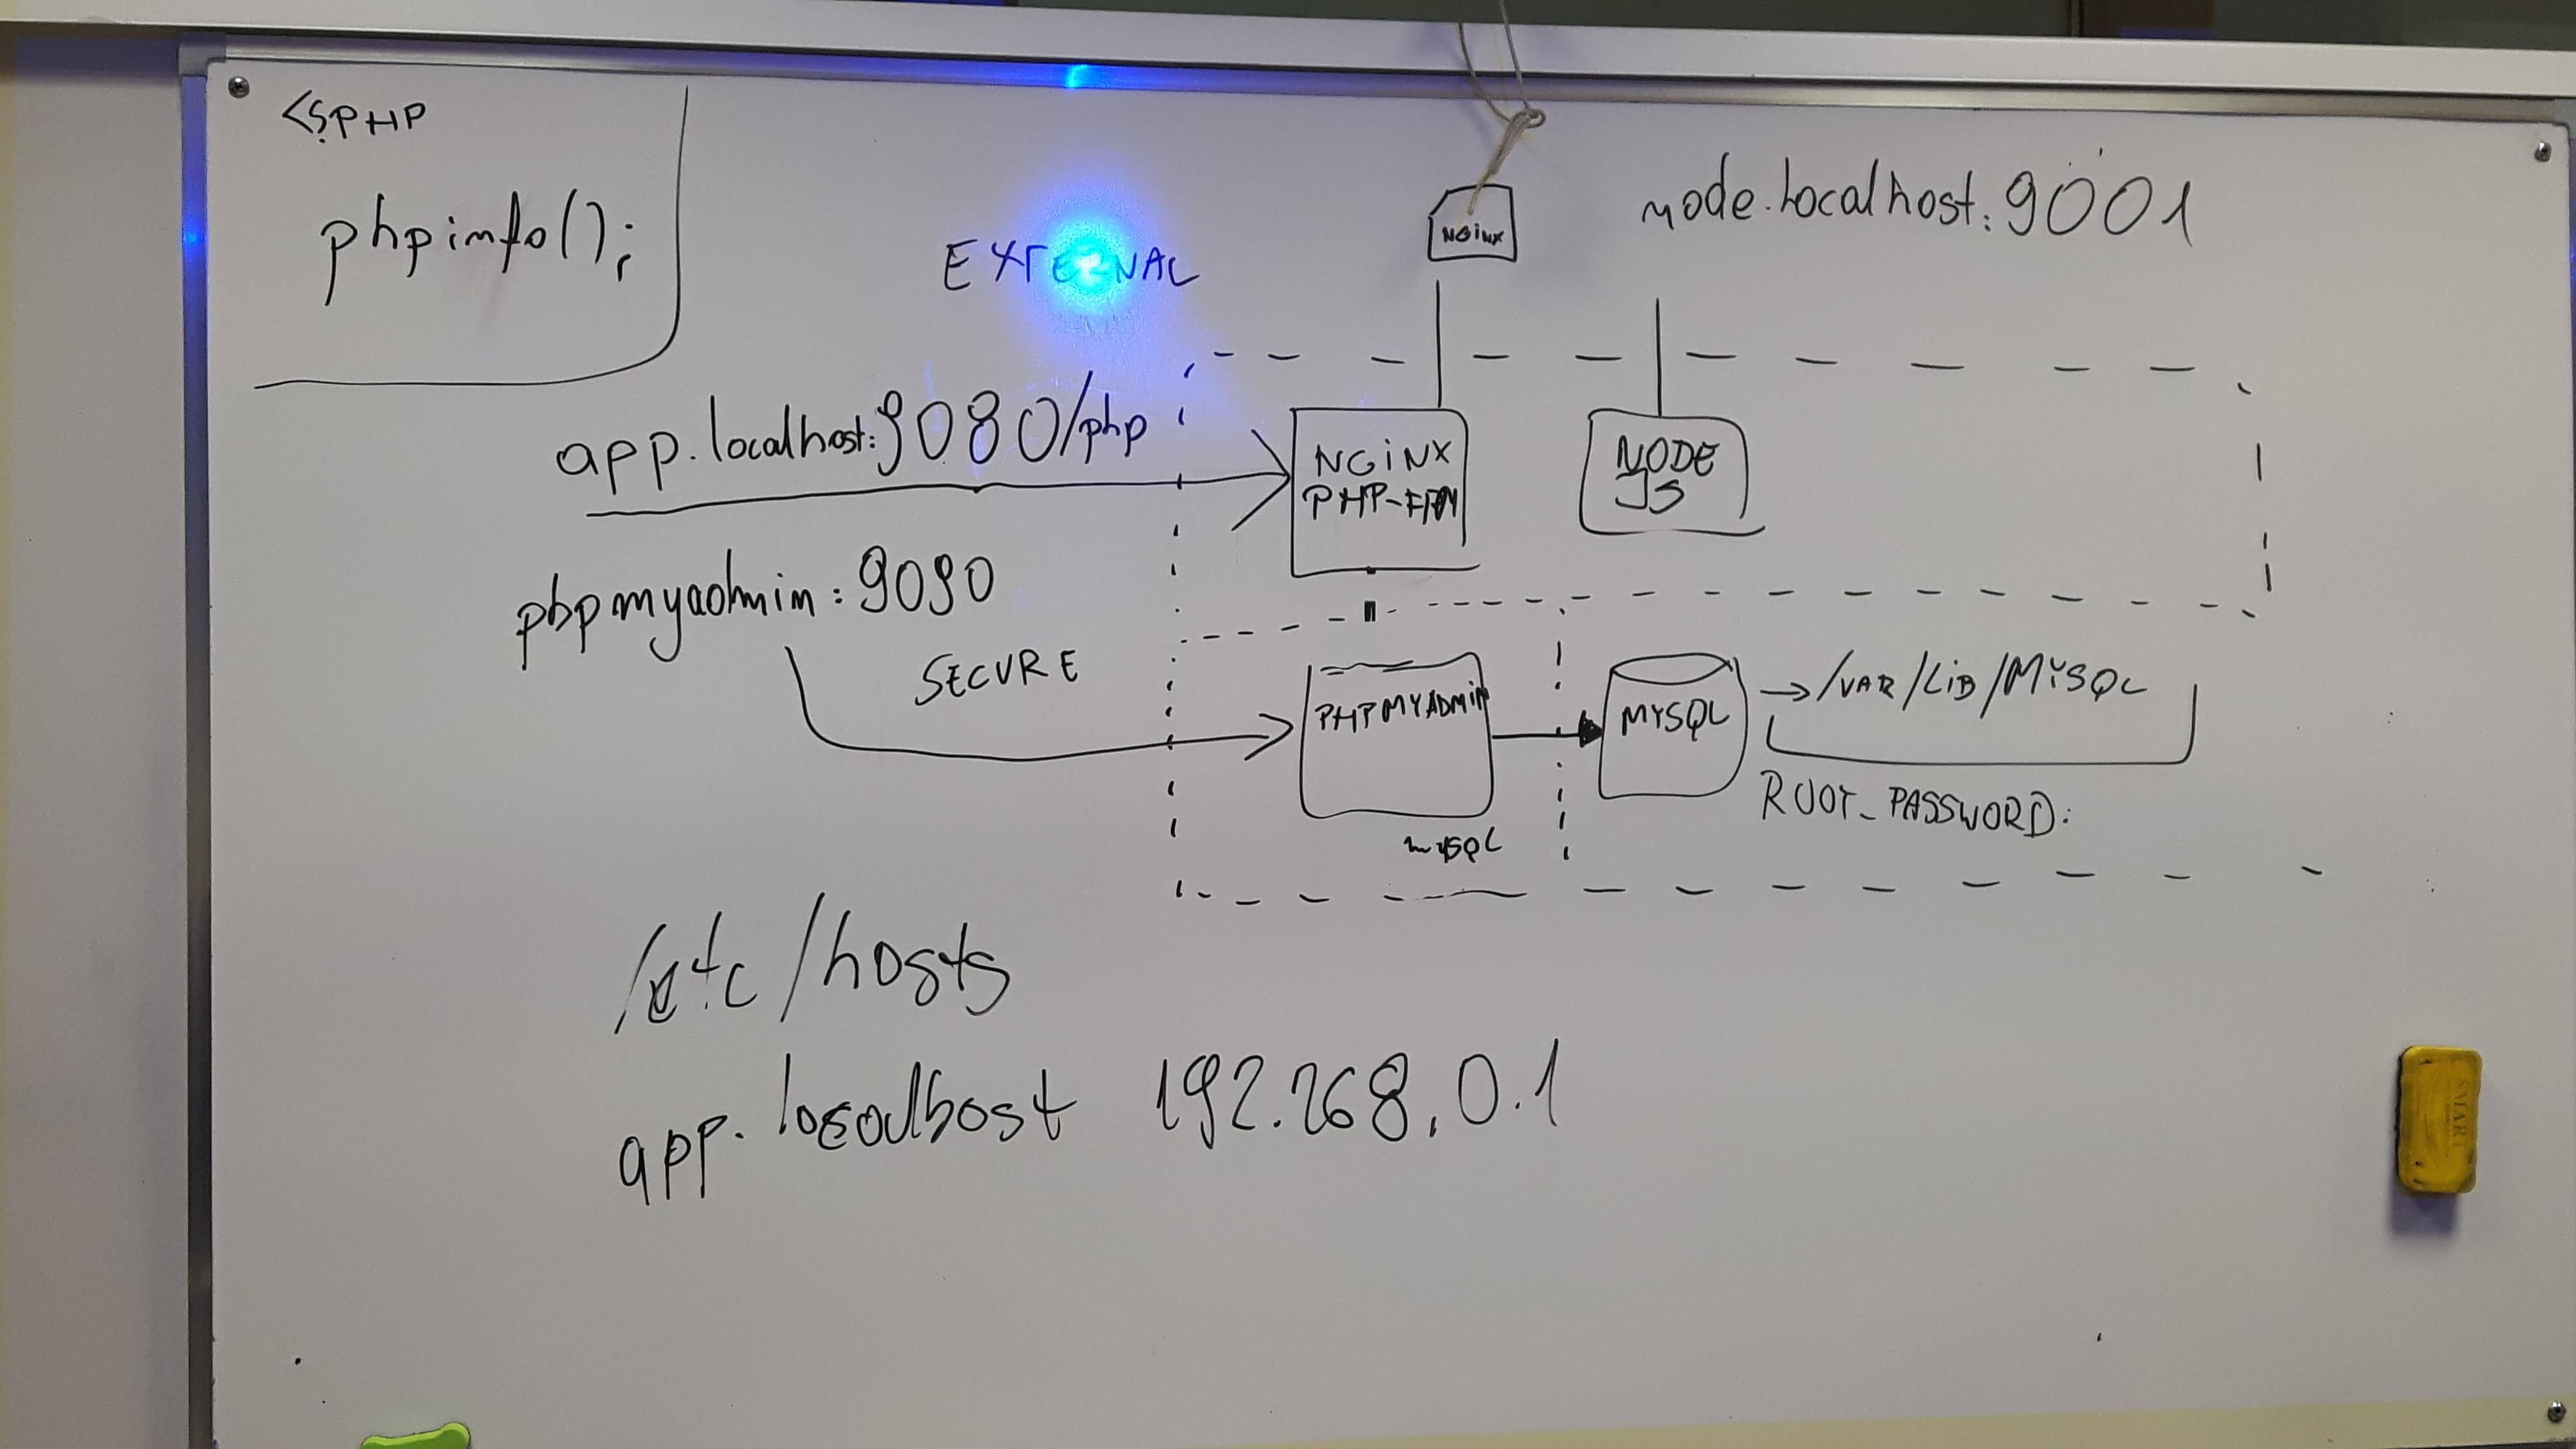 <?PHP
phpinfo();
EXTERNAL
NGiNX
node.localhost:9001
app.localhost:9080/php
NGiNX
PHP-FPM
NODE
JS
phpmyadmin:9090
SECURE
PHPMYADMIN
mysQL
MYSQL
→/VAR/LiB/MYSQL
ROOT_PASSWORD:
/etc/hosts
app.localhost 192.268.0.1
SMART